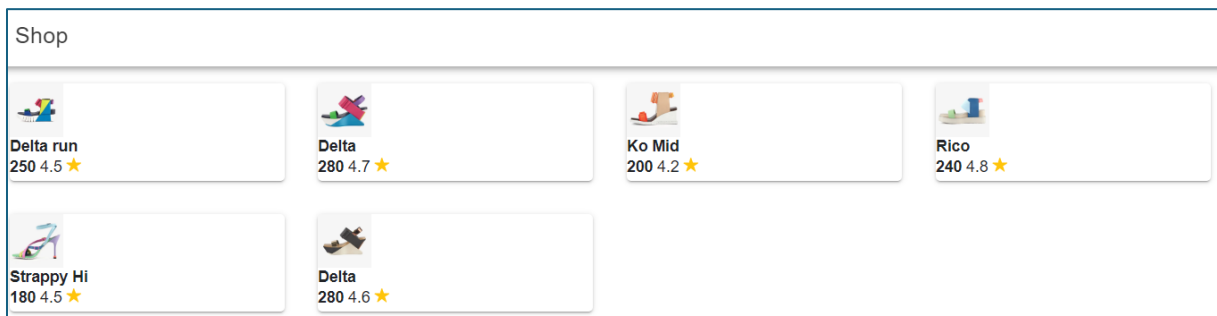 Shop
Delta run
250 4.5 ★
Delta
280 4.7 ★
Ko Mid
200 4.2 ★
Rico
240 4.8 ★
Strappy Hi
180 4.5 ★
Delta
280 4.6 ★